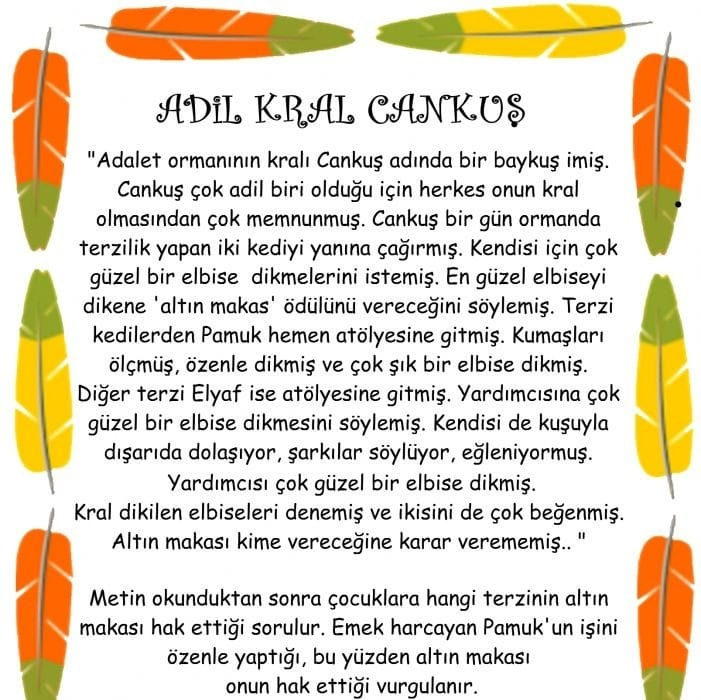 ADİL KRAL CANKUŞ
"Adalet ormanının kralı Cankuş adında bir baykuş imiş.
Cankuş çok adil biri olduğu için herkes onun kral
olmasından çok memnunmuş. Cankuş bir gün ormanda
terzilik yapan iki kediyi yanına çağırmış. Kendisi için çok
güzel bir elbise dikmelerini istemiş. En güzel elbiseyi
dikene 'altın makas' ödülünü vereceğini söylemiş. Terzi
kedilerden Pamuk hemen atölyesine gitmiş. Kumaşları
ölçmüş, özenle dikmiş ve çok şık bir elbise dikmiş.
Diğer terzi Elyaf ise atölyesine gitmiş. Yardımcısına çok
güzel bir elbise dikmesini söylemiş. Kendisi de kuşuyla
dışarıda dolaşıyor, şarkılar söylüyor, eğleniyormuş.
Yardımcısı çok güzel bir elbise dikmiş.
Kral dikilen elbiseleri denemiş ve ikisini de çok beğenmiş.
Altın makası kime vereceğine karar verememiş.. "
Metin okunduktan sonra çocuklara hangi terzinin altın
makası hak ettiği sorulur. Emek harcayan Pamuk'un işini
özenle yaptığı, bu yüzden altın makası
onun hak ettiği vurgulanır.